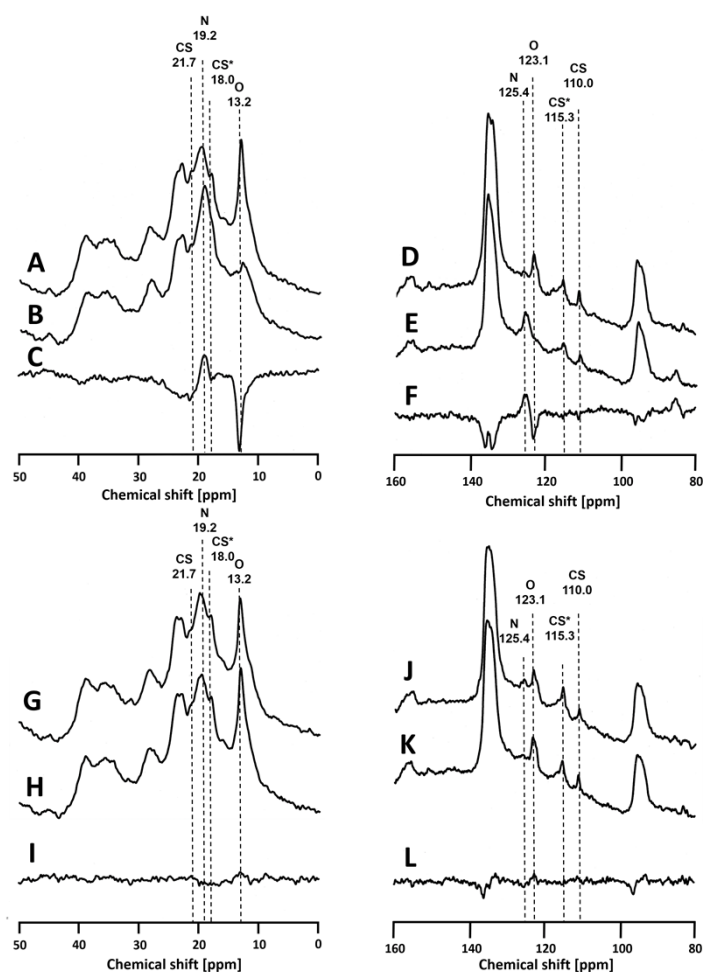 N
19.2
CS
21.7
CS*
18.0
O
13.2
A
B
C
50 40 30 20 10 0
Chemical shift [ppm]
O
123.1
CS
110.0
N
125.4
CS*
115.3
D
E
F
160 140 120 100 80
Chemical shift [ppm]
N
19.2
CS
21.7
CS*
18.0
O
13.2
G
H
I
50 40 30 20 10 0
Chemical shift [ppm]
CS
110.0
O
123.1
N
125.4
CS*
115.3
J
K
L
160 140 120 100 80
Chemical shift [ppm]